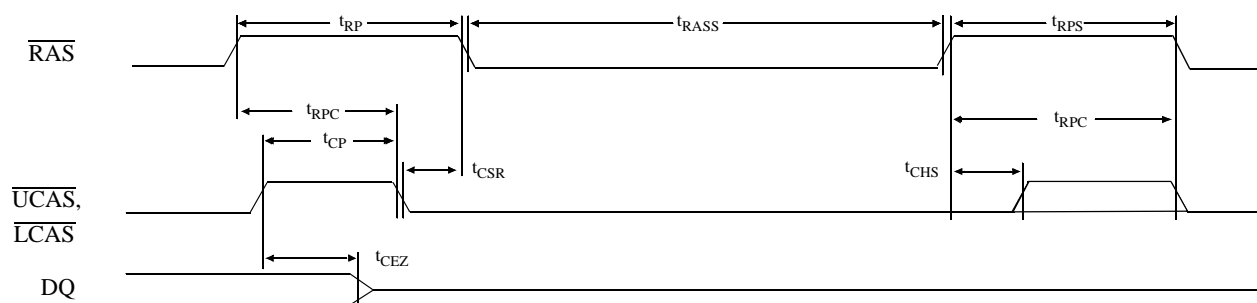 tRP
tRASS
tRPS
RAS
tRPC
tRPC
tCP
tCSR
tCHS
UCAS,
LCAS
tCEZ
DQ